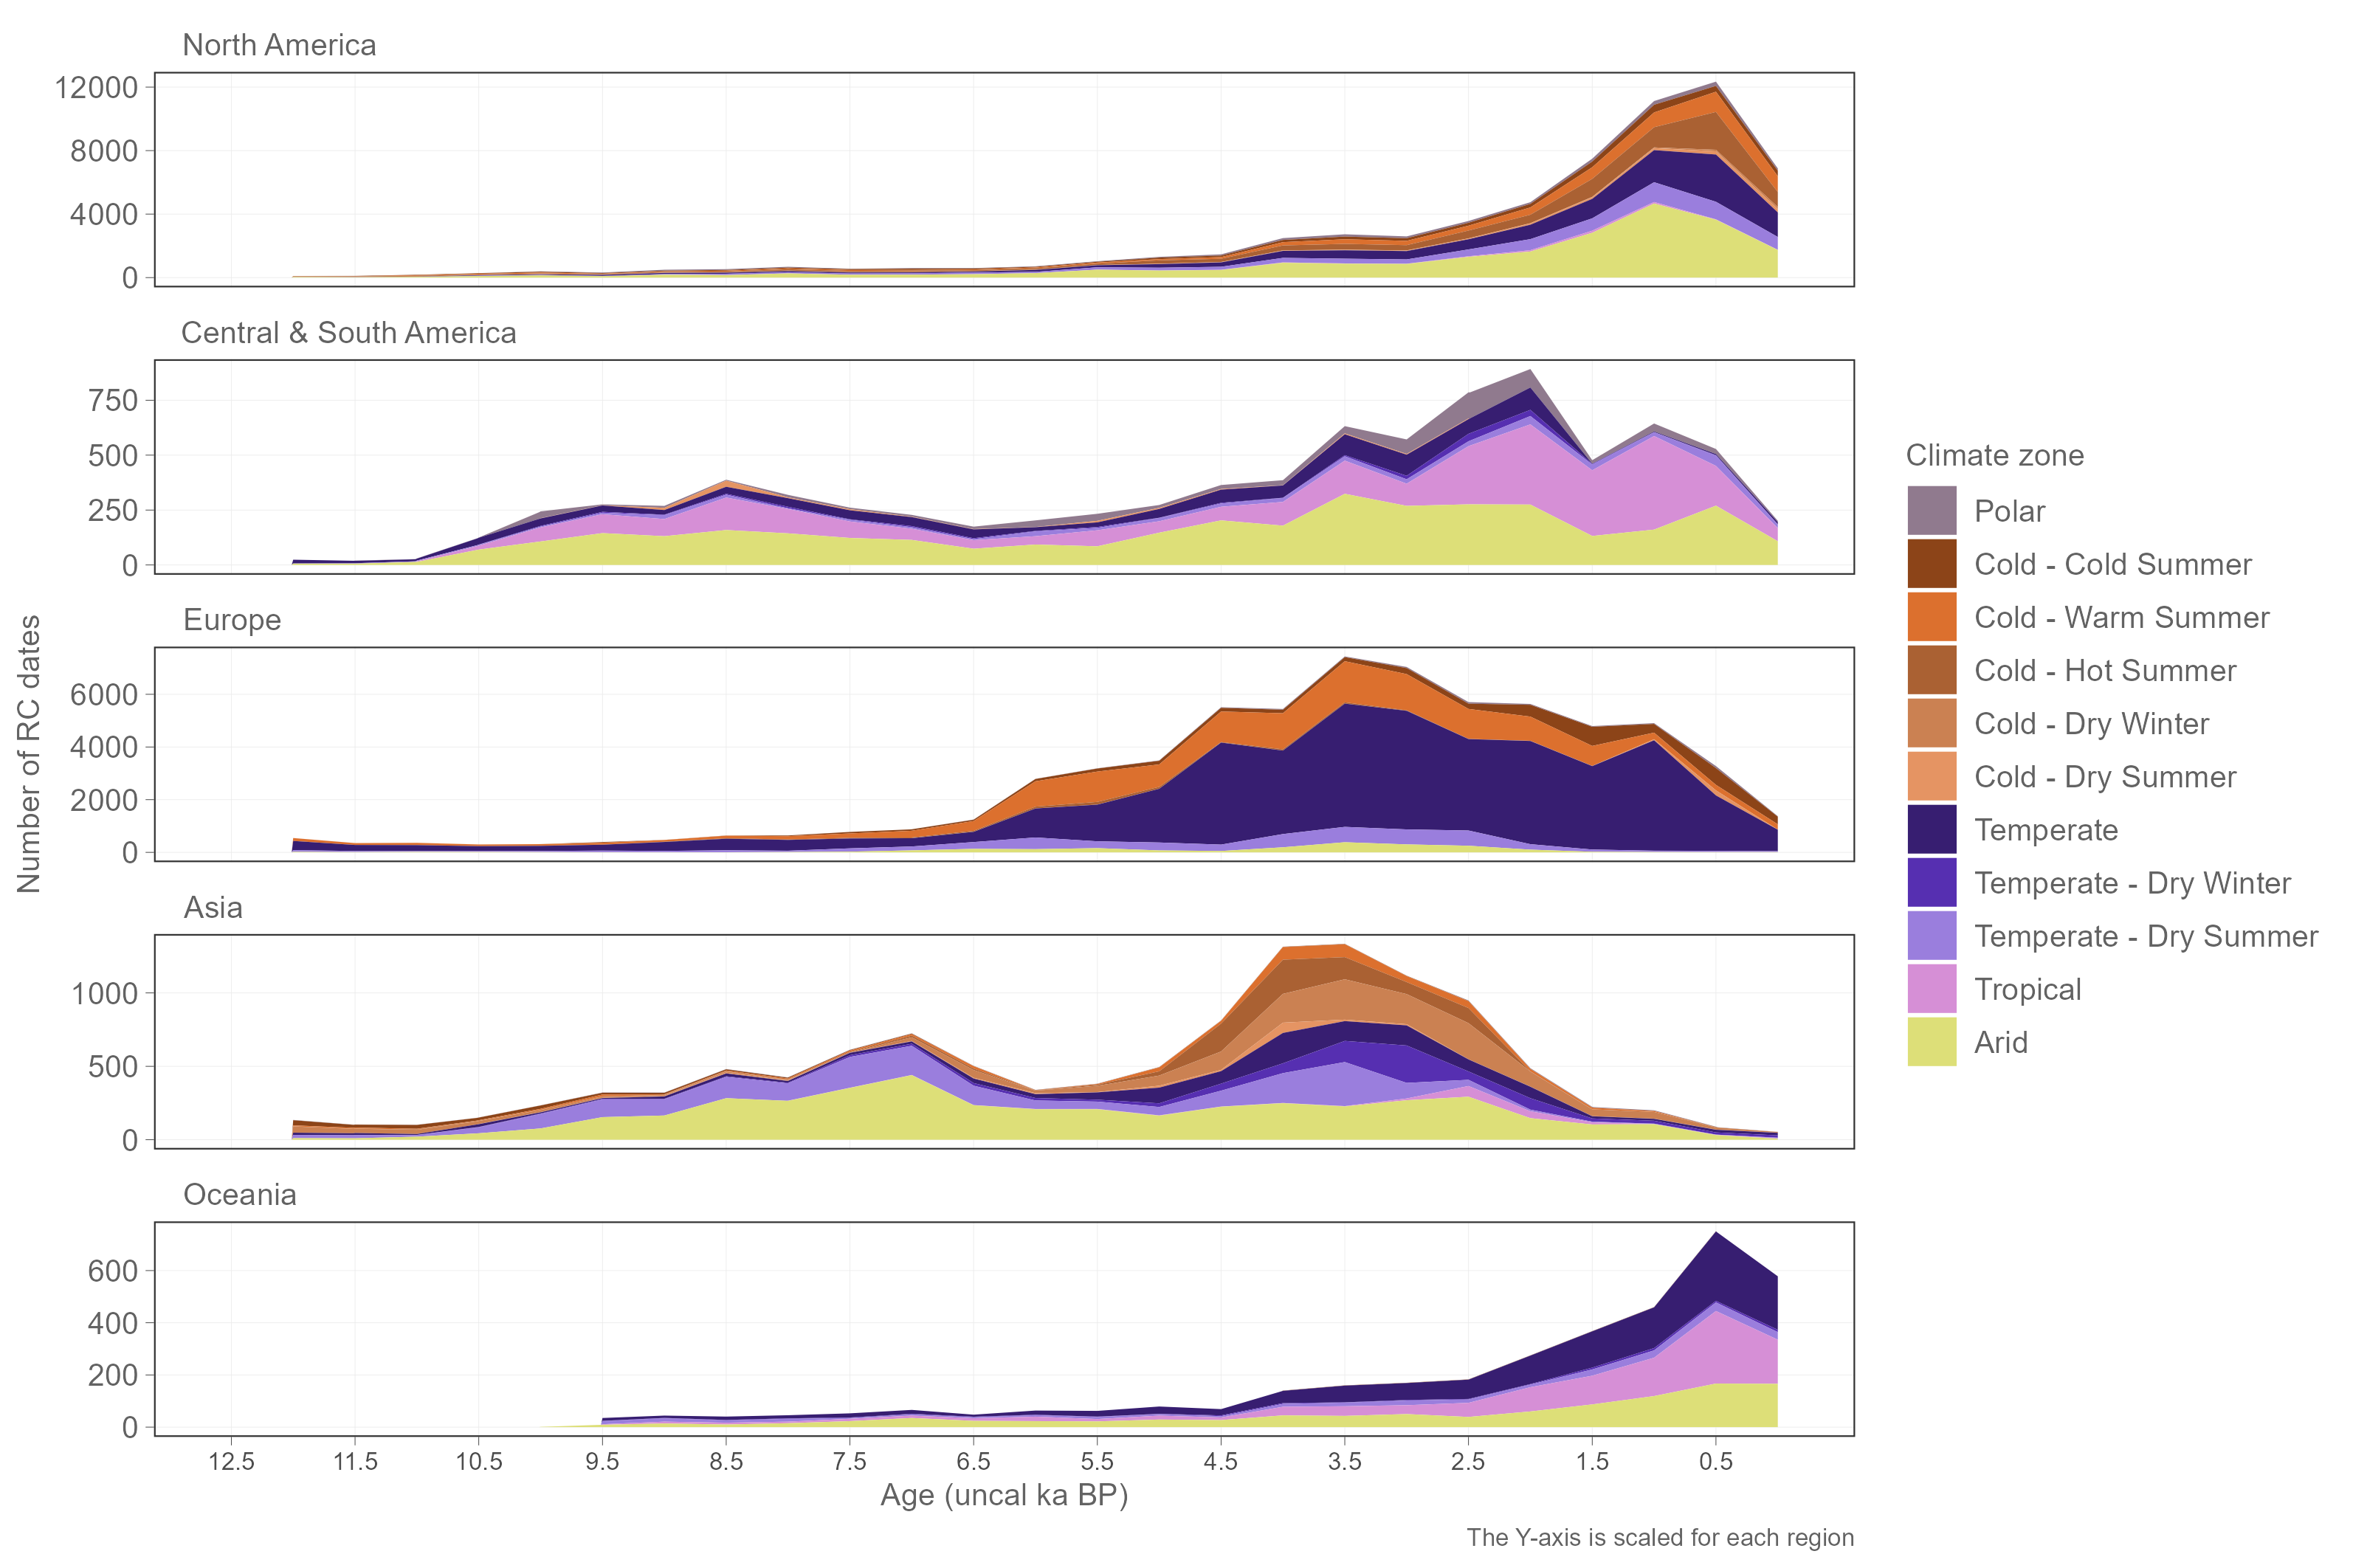 North America
12000
8000
4000
0
Central & South America
750
500
250
0
Europe
6000
4000
2000
0
Asia
1000
500
0
Oceania
600
400
200
0
12.5 11.5 10.5 9.5 8.5 7.5 6.5 5.5 4.5 3.5 2.5 1.5 0.5
Age (uncal ka BP)
Number of RC dates
The Y-axis is scaled for each region
Climate zone
Polar
Cold - Cold Summer
Cold - Warm Summer
Cold - Hot Summer
Cold - Dry Winter
Cold - Dry Summer
Temperate
Temperate - Dry Winter
Temperate - Dry Summer
Tropical
Arid